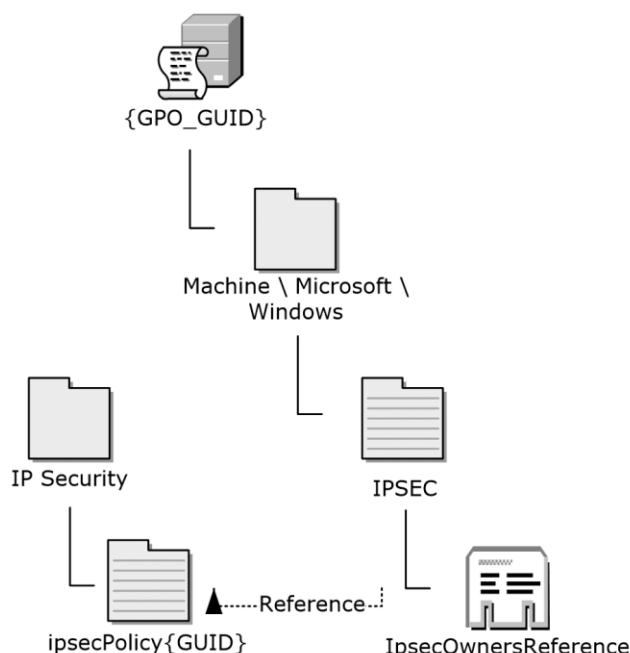 {GPO_GUID}
Machine \ Microsoft \
Windows
IP Security
IPSEC
Reference
ipsecPolicy{GUID}
IpsecOwnersReference